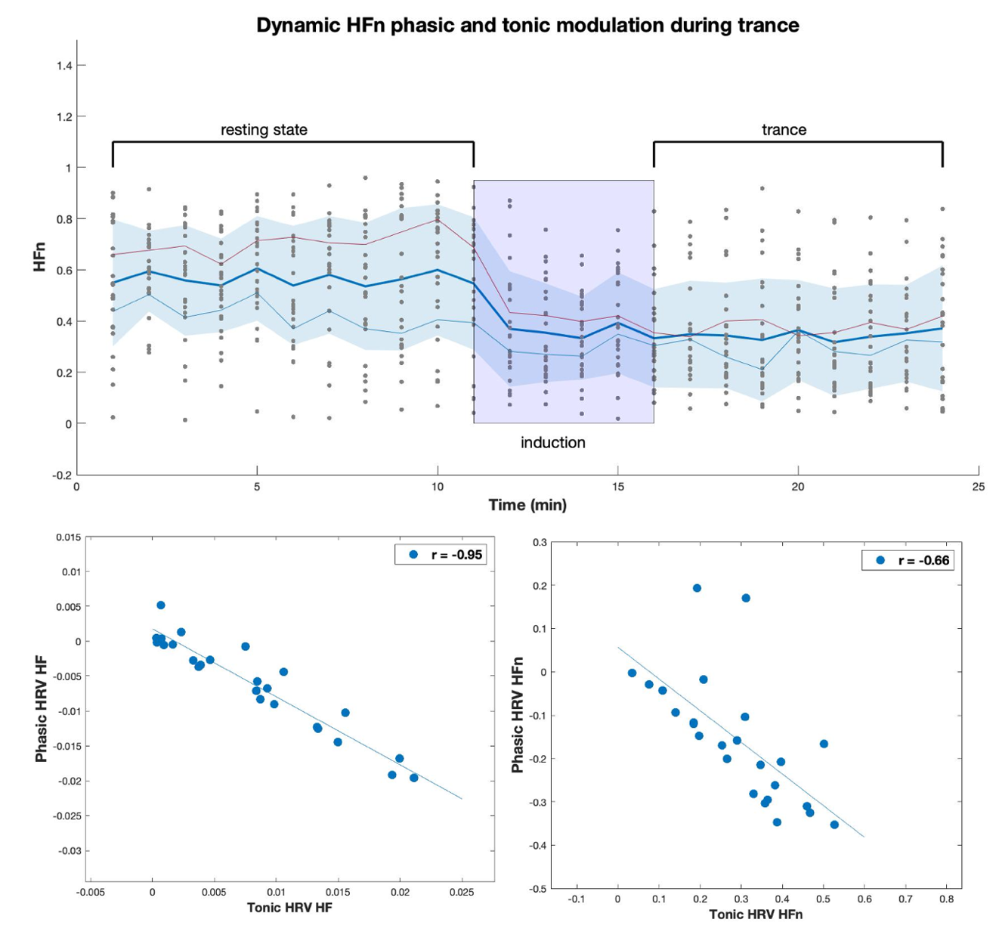 Dynamic HFn phasic and tonic modulation during trance
1.4
1.2
1
0.8
0.6
0.4
0.2
0
-0.2
HFn
resting state
trance
induction
0 5 10 15 20 25
Time (min)
0.015
0.01
0.005
0
-0.005
-0.01
-0.015
-0.02
-0.025
-0.03
Phasic HRV HF
r = -0.95
-0.005 0 0.005 0.01 0.015 0.02 0.025
Tonic HRV HF
0.3
0.2
0.1
0
-0.1
-0.2
-0.3
-0.4
-0.5
Phasic HRV HFn
r = -0.66
-0.1 0 0.1 0.2 0.3 0.4 0.5 0.6 0.7 0.8
Tonic HRV HFn